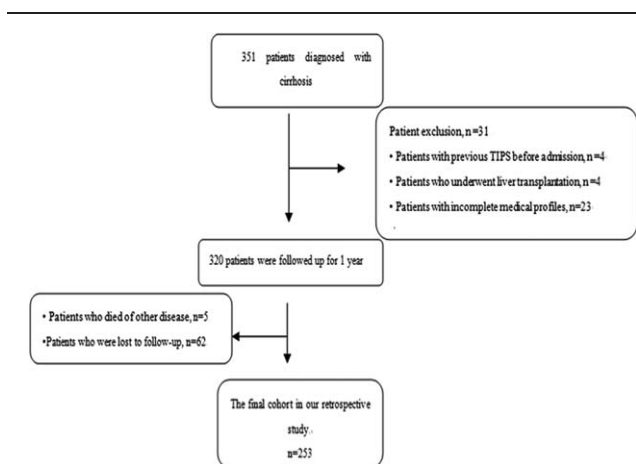 351 patients diagnosed with
cirrhosis
Patient exclusion, n=31
• Patients with previous TIPS before admission, n=4
• Patients who underwent liver transplantation, n=4
• Patients with incomplete medical profiles, n=23
.
320 patients were followed up for 1 year
• Patients who died of other disease, n=5
•Patients who were lost to follow-up, n=62
The final cohort in our retrospective
study.
n=253